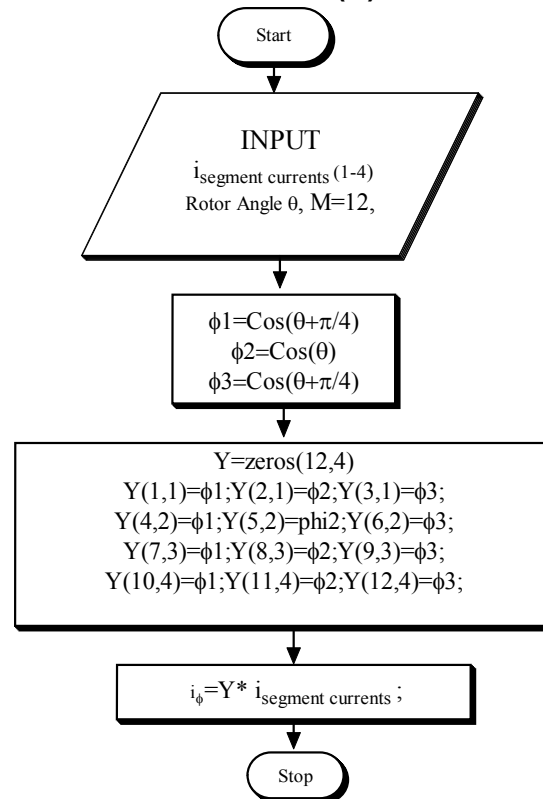 Start
INPUT
isegment currents (1-4)
Rotor Angle θ, M=12,
ϕ1=Cos(θ+π/4)
ϕ2=Cos(θ)
ϕ3=Cos(θ+π/4)
Y=zeros(12,4)
Y(1,1)=ϕ1;Y(2,1)=ϕ2;Y(3,1)=ϕ3;
Y(4,2)=ϕ1;Y(5,2)=phi2;Y(6,2)=ϕ3;
Y(7,3)=ϕ1;Y(8,3)=ϕ2;Y(9,3)=ϕ3;
Y(10,4)=ϕ1;Y(11,4)=ϕ2;Y(12,4)=ϕ3;
iϕ=Y* isegment currents ;
Stop